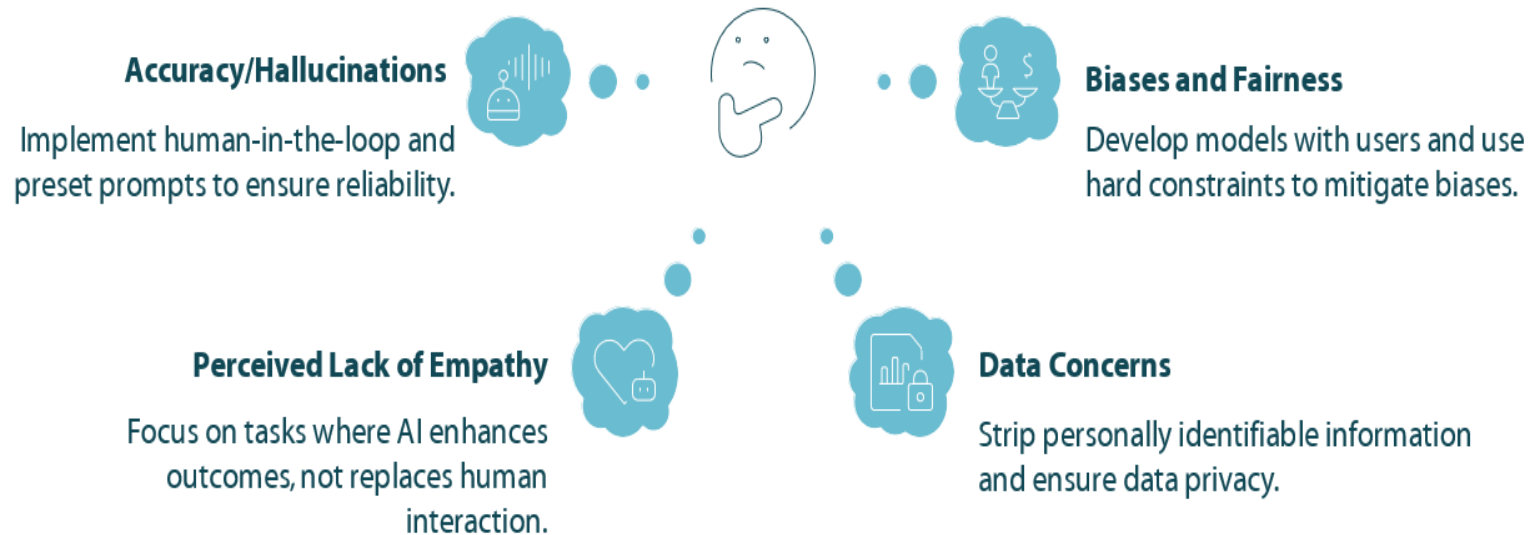 Accuracy/Hallucinations
Implement human-in-the-loop and
preset prompts to ensure reliability.
Biases and Fairness
Develop models with users and use
hard constraints to mitigate biases.
Perceived Lack of Empathy
Focus on tasks where AI enhances
outcomes, not replaces human
interaction.
Data Concerns
Strip personally identifiable information
and ensure data privacy.